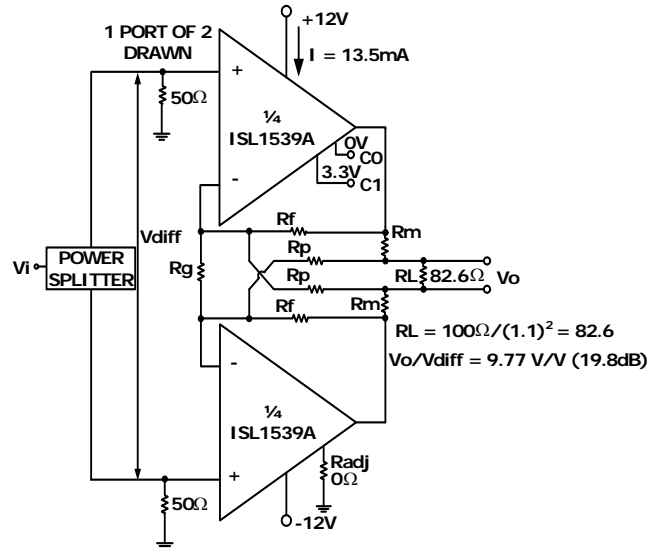 1 PORT OF 2
DRAWN
+12V
I = 13.5mA
+
50Ω
¼
ISL1539A
0V
C0
3.3V
C1
-
Vdiff
Rf
Rm
Rp
Vi
POWER
SPLITTER
Rg
RL
82.6Ω
Vo
Rp
Rm
Rf
RL = 100Ω/(1.1)² = 82.6
Vo/Vdiff = 9.77 V/V (19.8dB)
-
¼
ISL1539A
Radj
0Ω
+
50Ω
-12V